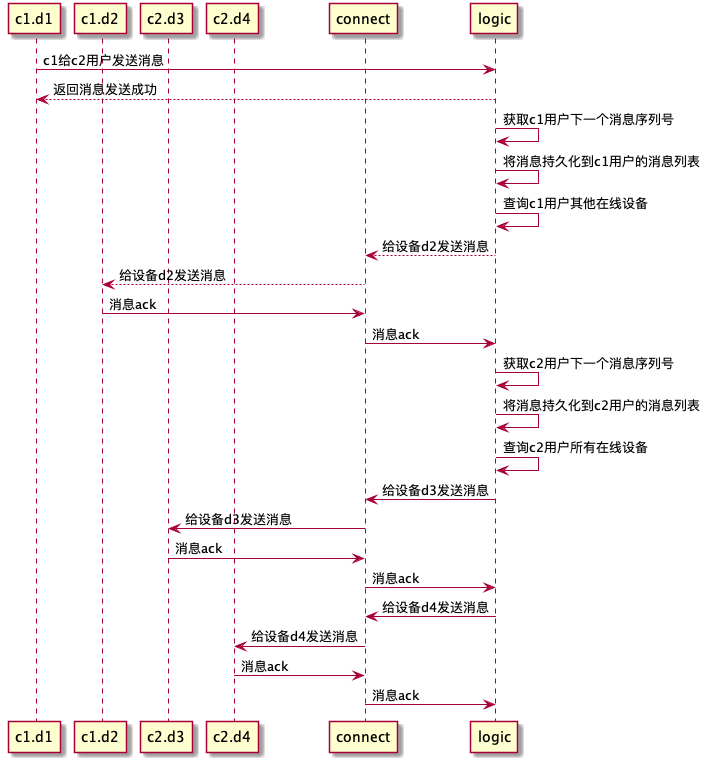 c1.d1 c1.d2 c2.d3 c2.d4 connect logic
c1给c2用户发送消息
返回消息发送成功
获取c1用户下一个消息序列号
将消息持久化到c1用户的消息列表
查询c1用户其他在线设备
给设备d2发送消息
给设备d2发送消息
消息ack
消息ack
获取c2用户下一个消息序列号
将消息持久化到c2用户的消息列表
查询c2用户所有在线设备
给设备d3发送消息
给设备d3发送消息
消息ack
消息ack
给设备d4发送消息
给设备d4发送消息
消息ack
消息ack
c1.d1 c1.d2 c2.d3 c2.d4 connect logic